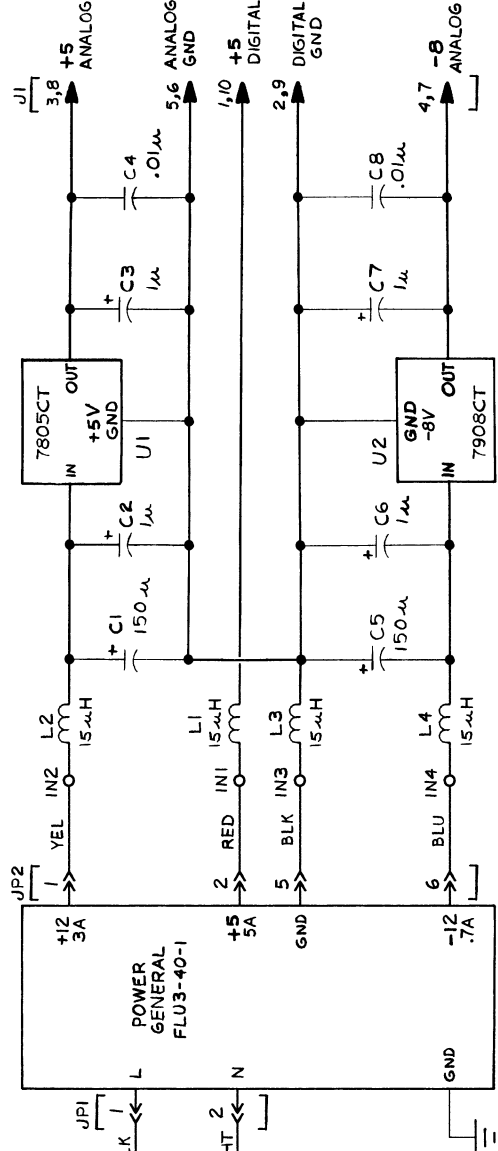 J1
3,8
+5
ANALOG
5,6
ANALOG
GND
1,10
+5
DIGITAL
2,9
DIGITAL
GND
4,7
-8
ANALOG
C4
.01u
C8
.01u
+
C3
1u
+
C7
1u
7805CT
OUT
+5V
GND
IN
U1
7908CT
OUT
GND
-8V
IN
U2
+
C2
1u
+
C6
1u
+
C1
150u
+
C5
150u
L2
15uH
L1
15uH
L3
15uH
L4
15uH
IN2
IN1
IN3
IN4
YEL
RED
BLK
BLU
JP2
1
2
5
6
+12
3A
+5
5A
GND
-12
.7A
POWER
GENERAL
FLU3-40-1
L
N
GND
JP1
1
2